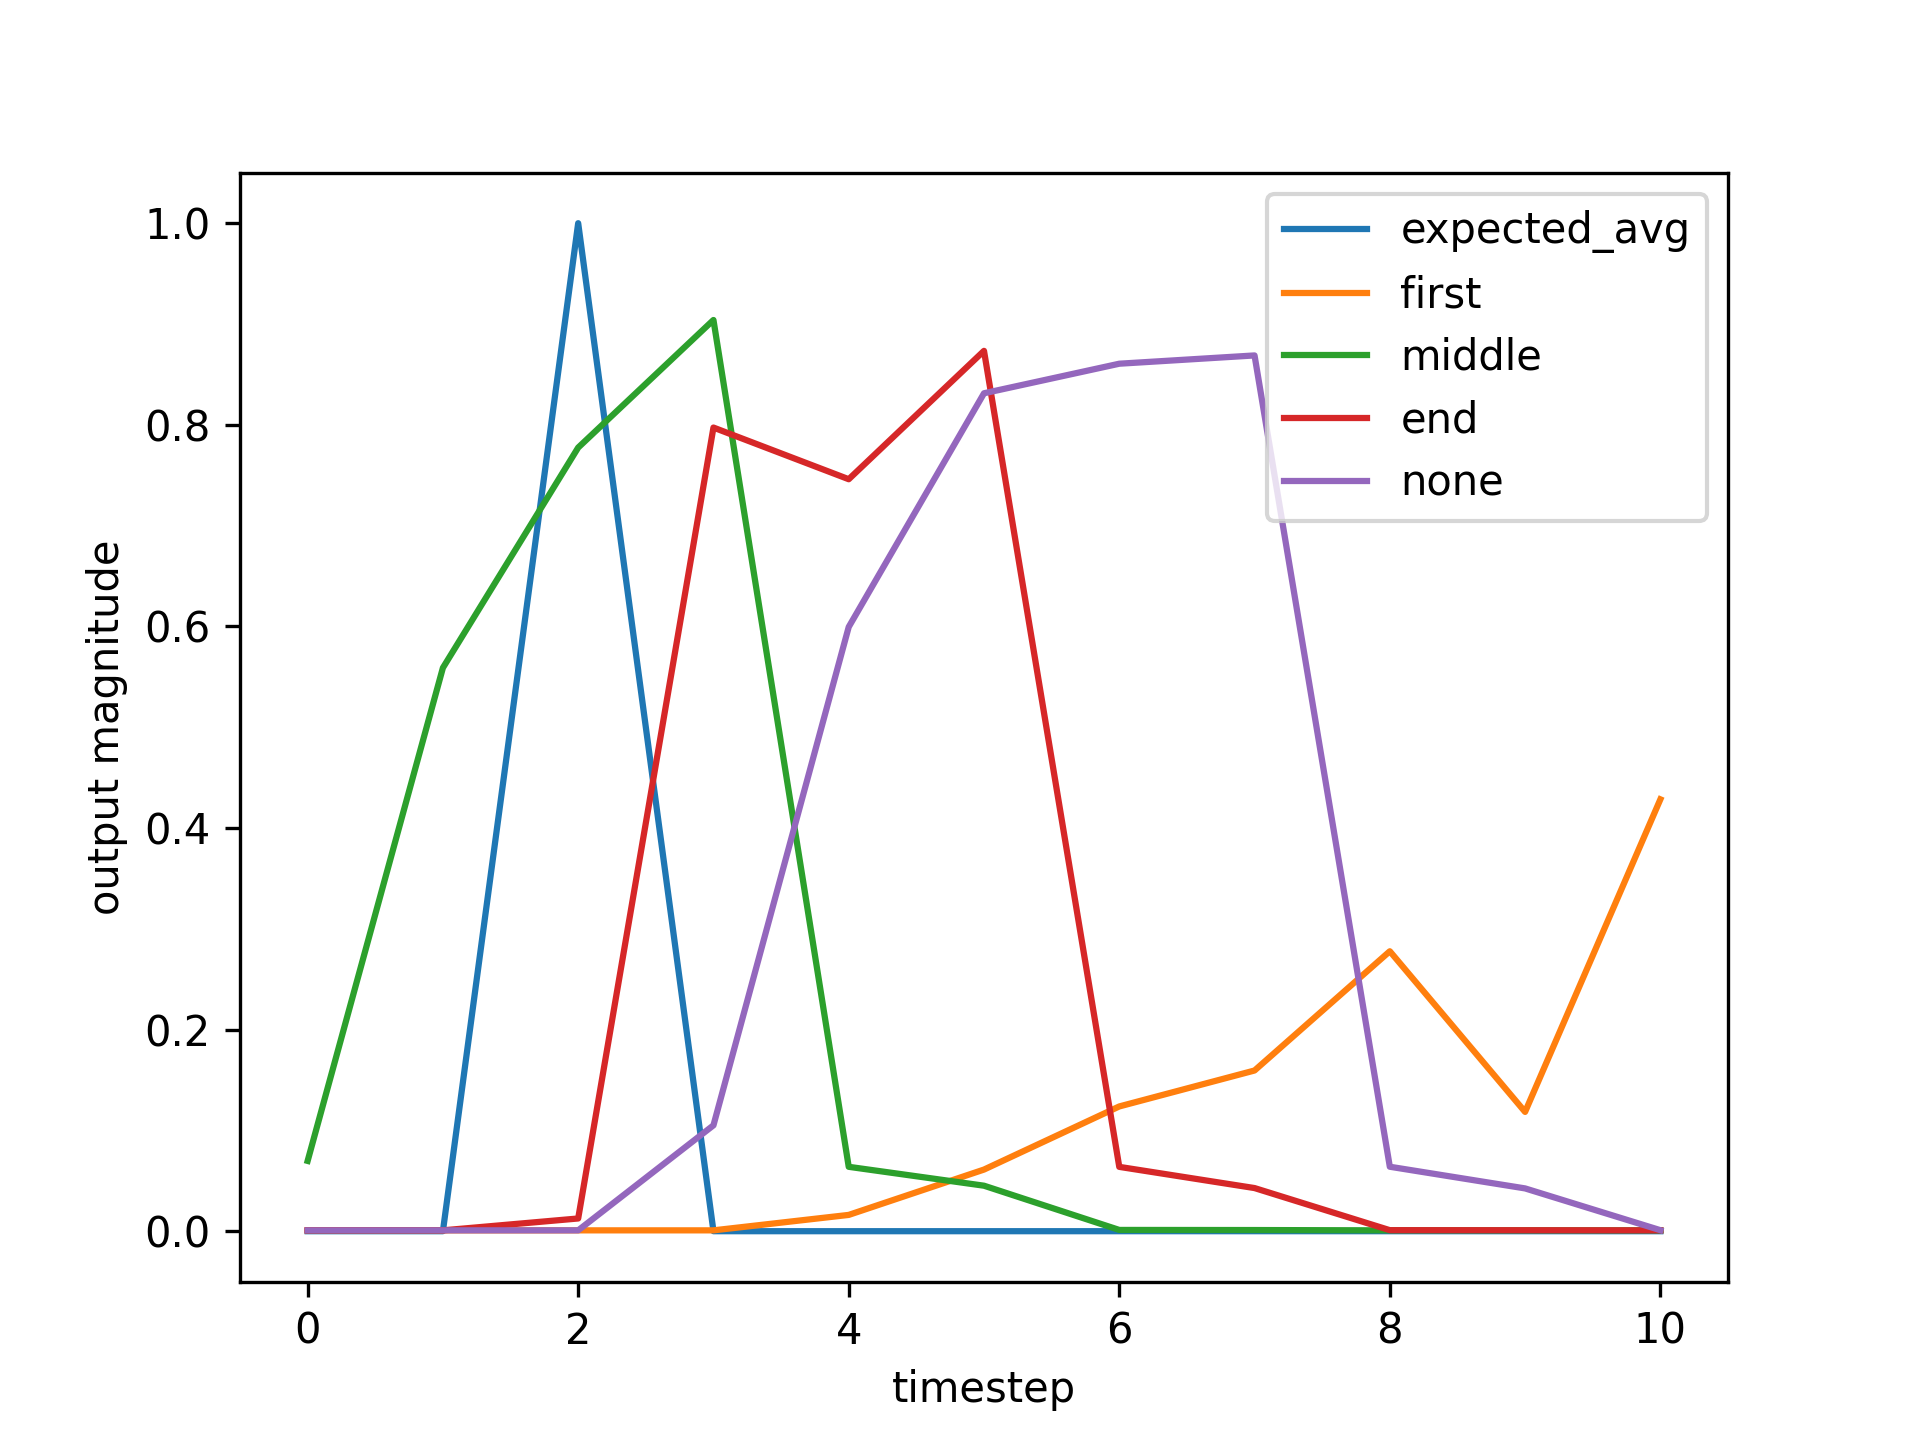 1.0
0.8
0.6
0.4
0.2
0.0
output magnitude
0 2 4 6 8 10
timestep
expected_avg
first
middle
end
none